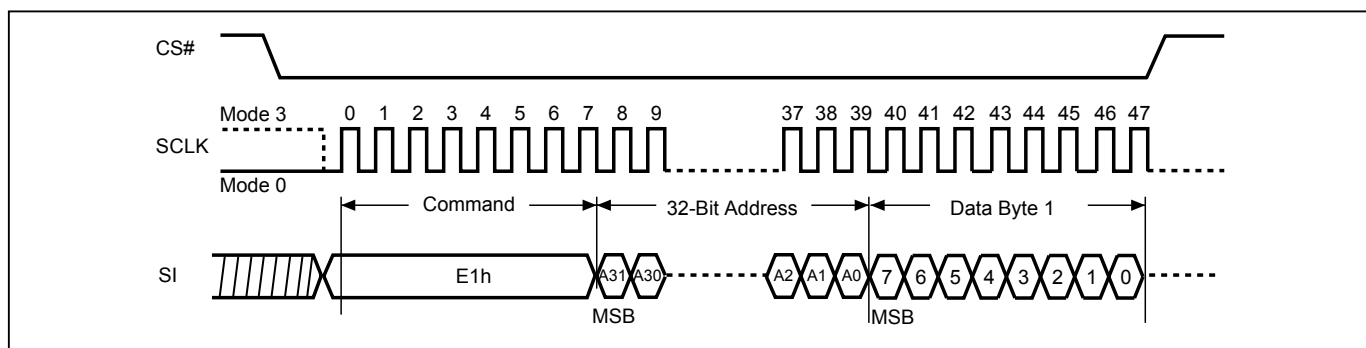 CS#
Mode 3
0 1 2 3 4 5 6 7 8 9 37 38 39 40 41 42 43 44 45 46 47
SCLK
Mode 0
Command 32-Bit Address Data Byte 1
SI E1h A31 A30 A2 A1 A0 7 6 5 4 3 2 1 0
MSB MSB